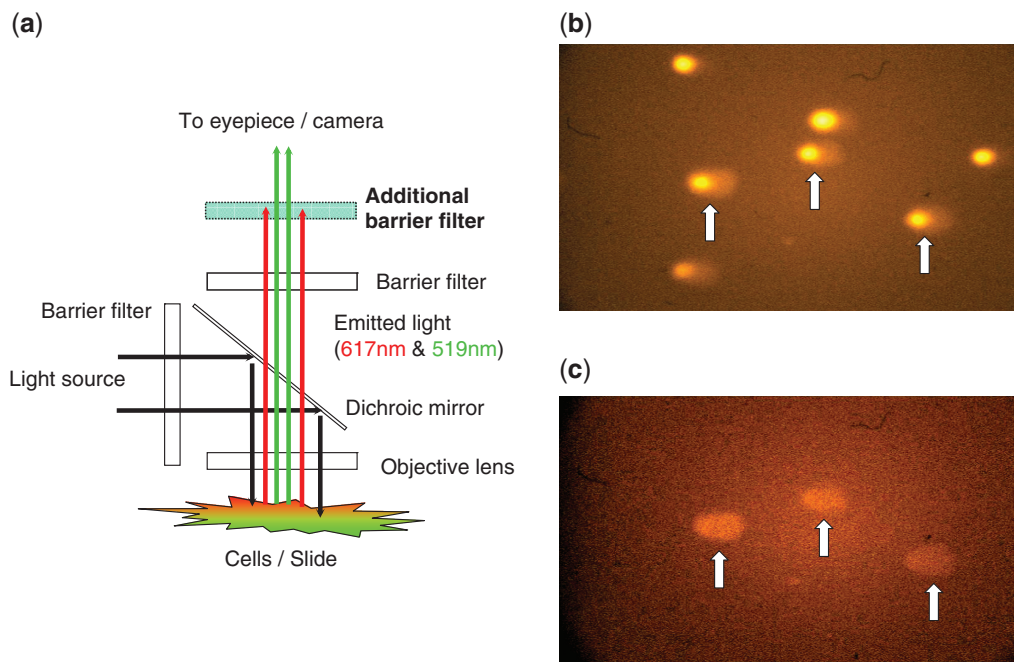 (a)
To eyepiece / camera
Additional
barrier filter
Barrier filter
Barrier filter
Emitted light
(617nm & 519nm)
Light source
Dichroic mirror
Objective lens
Cells / Slide
(b)
(c)